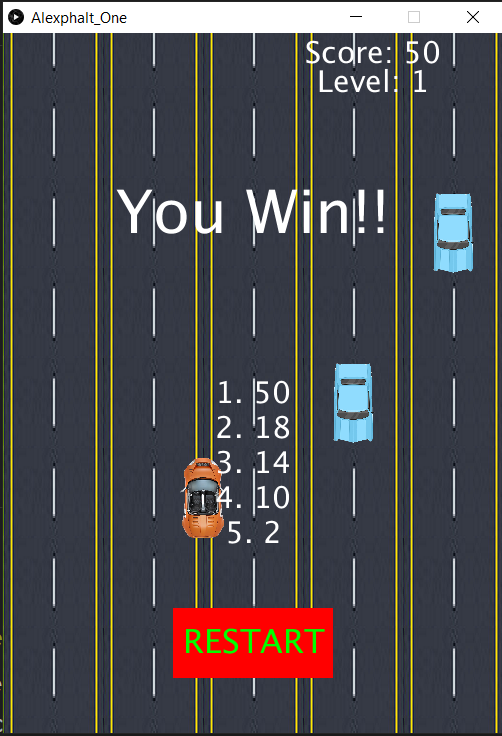 Alexphalt_One
Score: 50
Level: 1
You Win!!
1. 50
2. 18
3. 14
4. 10
5. 2
RESTART